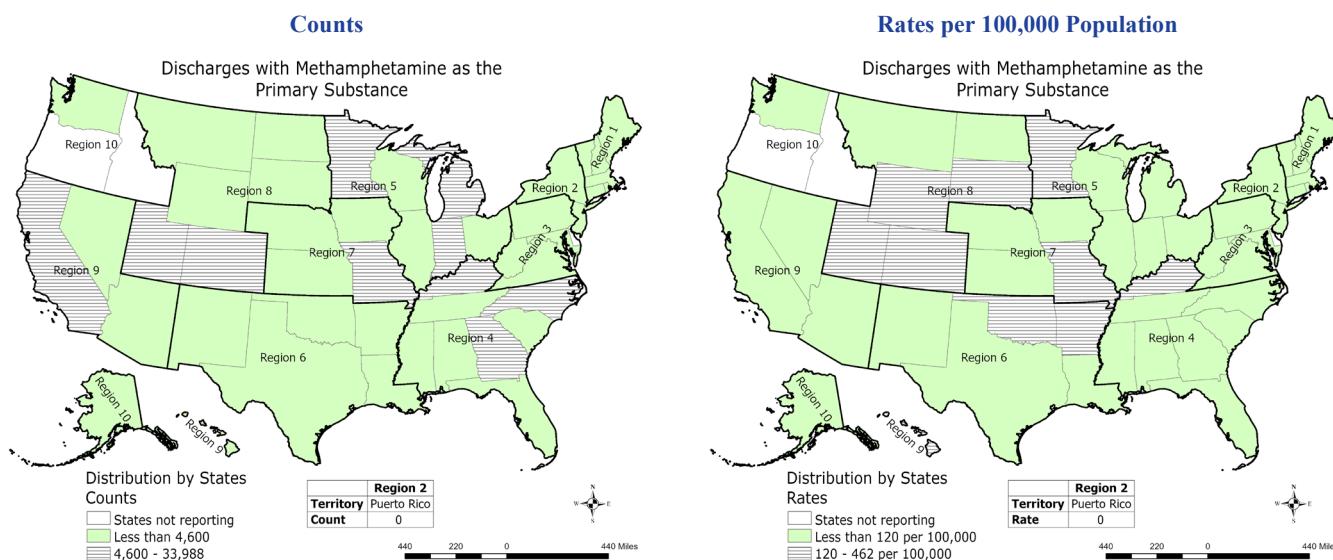 Counts
Discharges with Methamphetamine as the
Primary Substance
Region 10
Region 8
Region 5
Region 1
Region 2
Region 3
Region 7
Region 9
Region 4
Region 6
Region 10
Region 9
Distribution by States
Counts
States not reporting
Less than 4,600
4,600 - 33,988
Region 2
Territory Puerto Rico
Count 0
N
W E
S
440 220 0 440 Miles
Rates per 100,000 Population
Discharges with Methamphetamine as the
Primary Substance
Region 10
Region 8
Region 5
Region 1
Region 2
Region 3
Region 7
Region 9
Region 4
Region 6
Region 10
Region 9
Distribution by States
Rates
States not reporting
Less than 120 per 100,000
120 - 462 per 100,000
Region 2
Territory Puerto Rico
Rate 0
N
W E
S
440 220 0 440 Miles